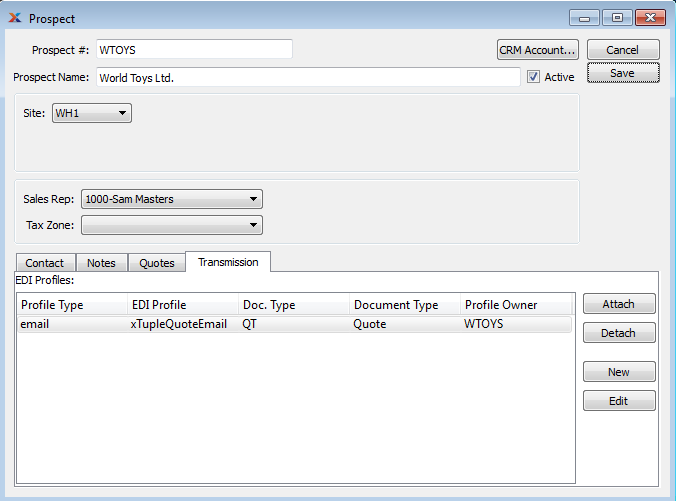 Prospect
Prospect #: WTOYS CRM Account... Cancel
Prospect Name: World Toys Ltd. Active Save
Site: WH1
Sales Rep: 1000-Sam Masters
Tax Zone:
Contact Notes Quotes Transmission
EDI Profiles:
Profile Type EDI Profile Doc. Type Document Type Profile Owner Attach
email xTupleQuoteEmail QT Quote WTOYS
Detach
New
Edit